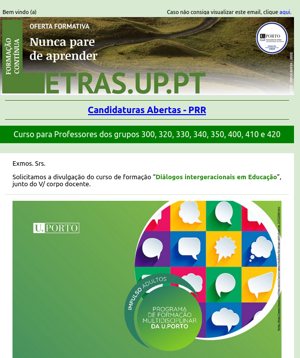 Bem vindo (a)
Caso não consiga visualizar este email, clique aqui.
FORMAÇÃO
CONTÍNUA
OFERTA FORMATIVA
Nunca pare
de aprender
U.PORTO
ETRAS.UP.PT
Candidaturas Abertas - PRR
Curso para Professores dos grupos 300, 320, 330, 340, 350, 400, 410 e 420
Exmos. Srs.
Solicitamos a divulgação do curso de formação “Diálogos intergeracionais em Educação”,
junto do V/ corpo docente.
U.PORTO
IMPULSO ADULTOS
PROGRAMA
DE FORMAÇÃO
MULTIDISCIPLINAR
DA U.PORTO